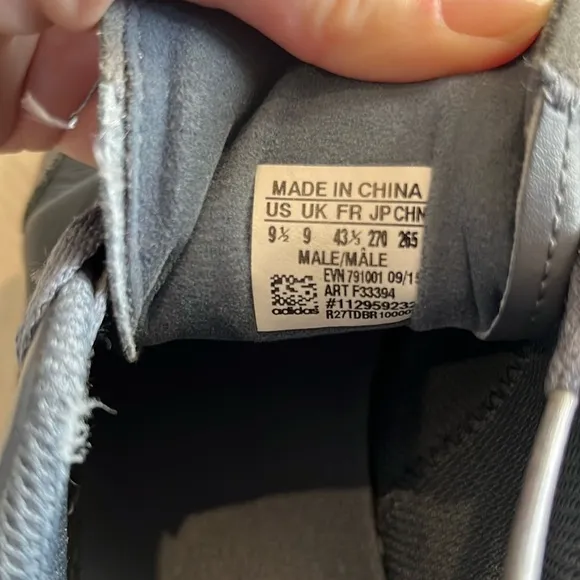 MADE IN CHINA
US UK FR JP CHN
9½ 9 43⅓ 270 265
MALE/MÂLE
EVN 791001 09/15
ART F33394
#112959232
adidas R27TDBR10000